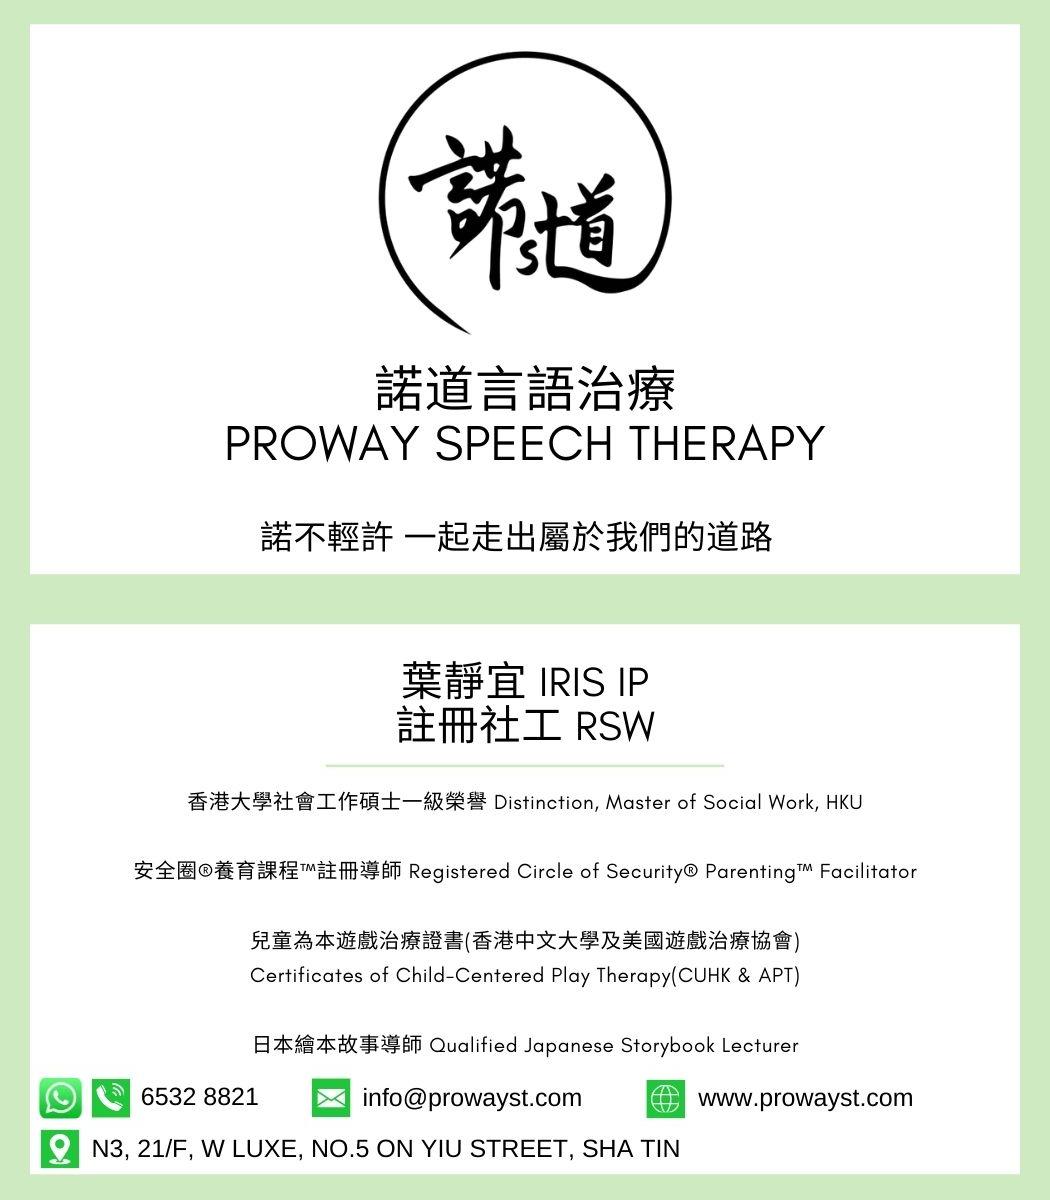 諾st道
諾道言語治療
PROWAY SPEECH THERAPY
諾不輕許 一起走出屬於我們的道路
葉靜宜 IRIS IP
註冊社工 RSW
香港大學社會工作碩士一級榮譽 Distinction, Master of Social Work, HKU
安全圈®養育課程™註冊導師 Registered Circle of Security® Parenting™ Facilitator
兒童為本遊戲治療證書(香港中文大學及美國遊戲治療協會)
Certificates of Child-Centered Play Therapy(CUHK & APT)
日本繪本故事導師 Qualified Japanese Storybook Lecturer
6532 8821 info@prowayst.com www.prowayst.com
N3, 21/F, W LUXE, NO.5 ON YIU STREET, SHA TIN